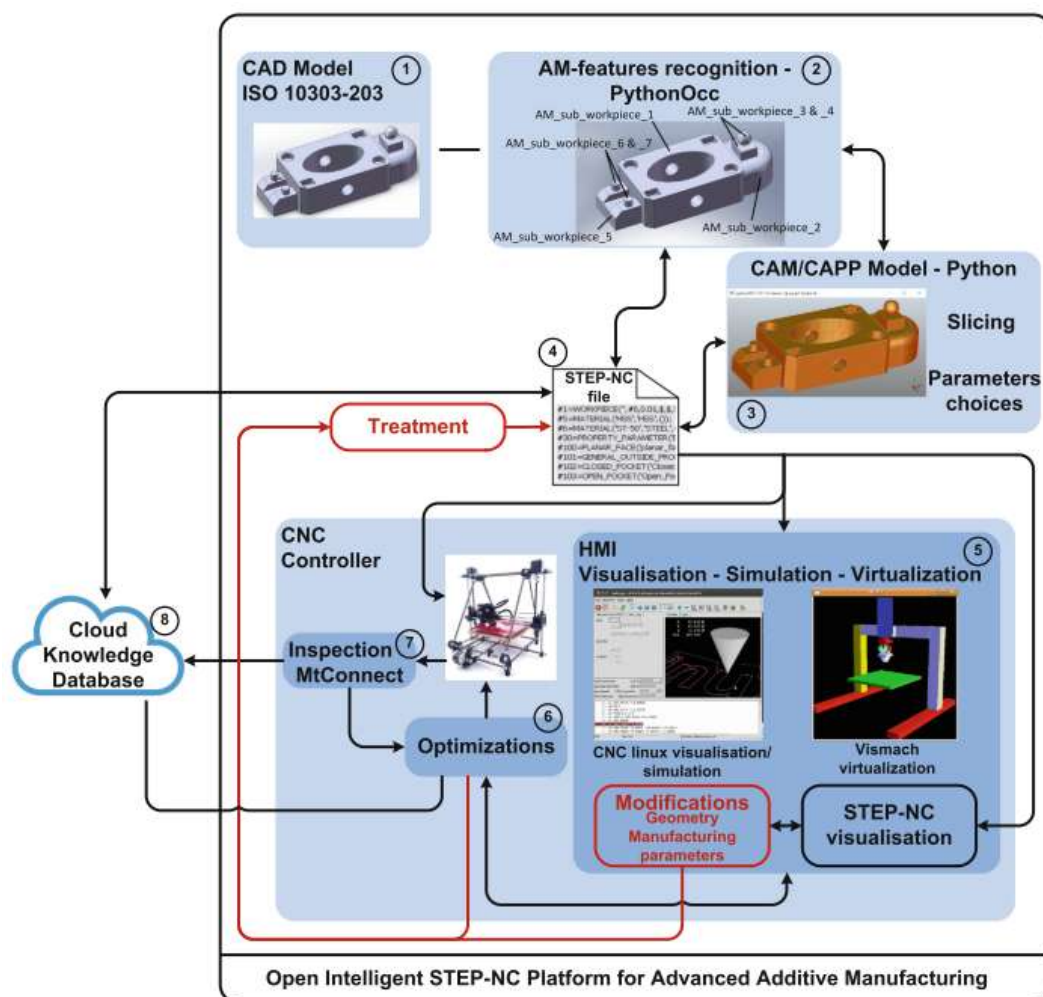 CAD Model
ISO 10303-203
1
AM-features recognition -
PythonOcc
2
AM_sub_workpiece_1
AM_sub_workpiece_3 & _4
AM_sub_workpiece_6 & _7
AM_sub_workpiece_2
AM_sub_workpiece_5
CAM/CAPP Model - Python
Slicing
Parameters
choices
3
4
STEP-NC
file
Treatment
CNC
Controller
HMI
5
Visualisation - Simulation - Virtualization
8
Cloud
Knowledge
Database
Inspection
7
MtConnect
6
Optimizations
CNC linux visualisation/
simulation
Vismach
virtualization
Modifications
Geometry
Manufacturing
parameters
STEP-NC
visualisation
Open Intelligent STEP-NC Platform for Advanced Additive Manufacturing